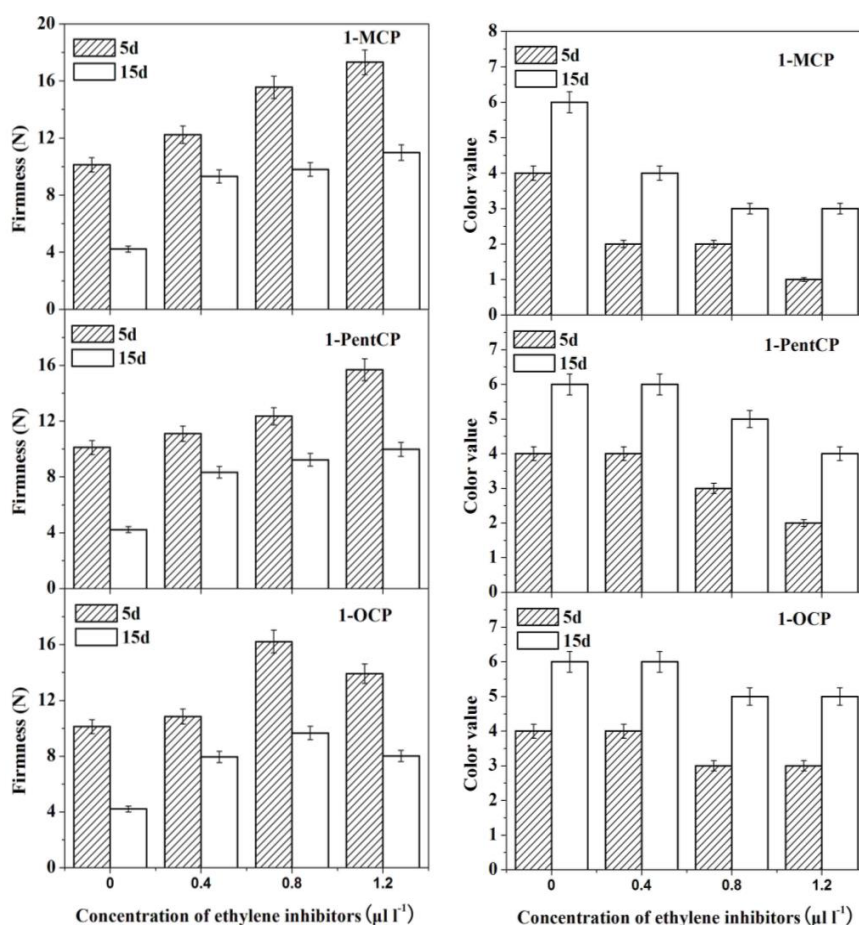 5d
15d
1-MCP
Firmness (N)
20
16
12
8
4
0
5d
15d
1-PentCP
Firmness (N)
16
12
8
4
0
5d
15d
1-OCP
Firmness (N)
16
12
8
4
0
0 0.4 0.8 1.2
Concentration of ethylene inhibitors (μl l⁻¹)
5d
15d
1-MCP
Color value
8
7
6
5
4
3
2
1
0
5d
15d
1-PentCP
Color value
7
6
5
4
3
2
1
0
5d
15d
1-OCP
Color value
7
6
5
4
3
2
1
0
0 0.4 0.8 1.2
Concentration of ethylene inhibitors (μl l⁻¹)